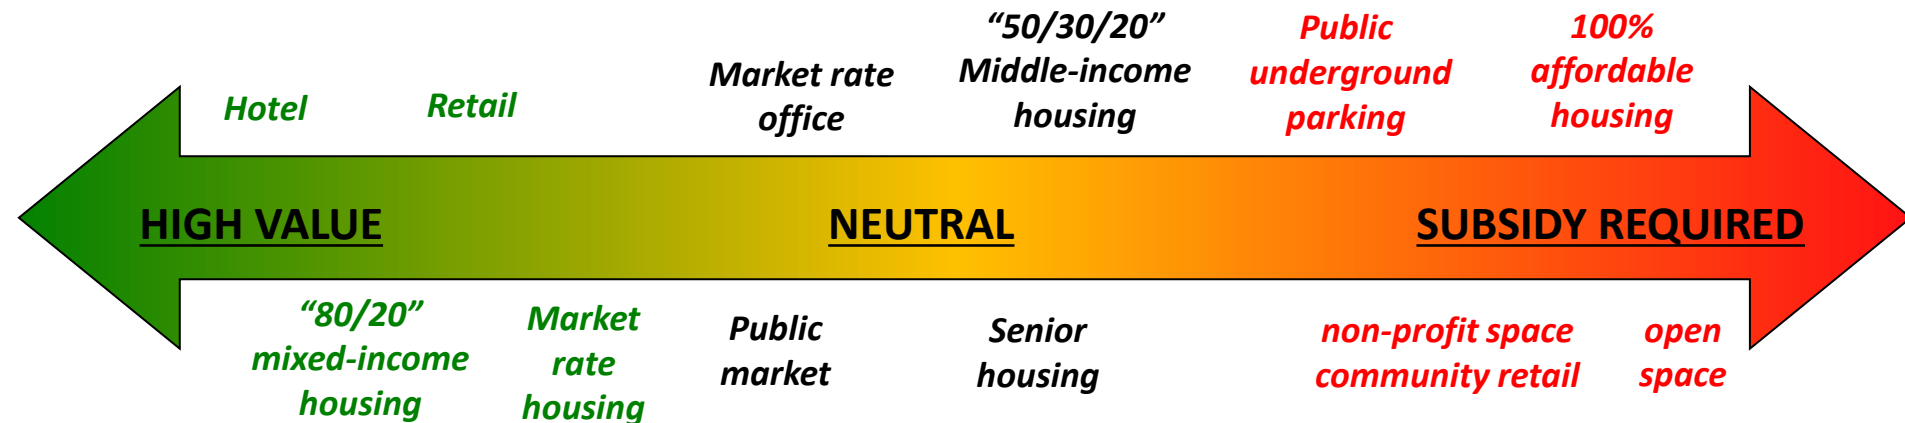 Hotel
Retail
Market rate
office
“50/30/20”
Middle-income
housing
Public
underground
parking
100%
affordable
housing
HIGH VALUE
NEUTRAL
SUBSIDY REQUIRED
“80/20”
mixed-income
housing
Market
rate
housing
Public
market
Senior
housing
non-profit space
community retail
open
space